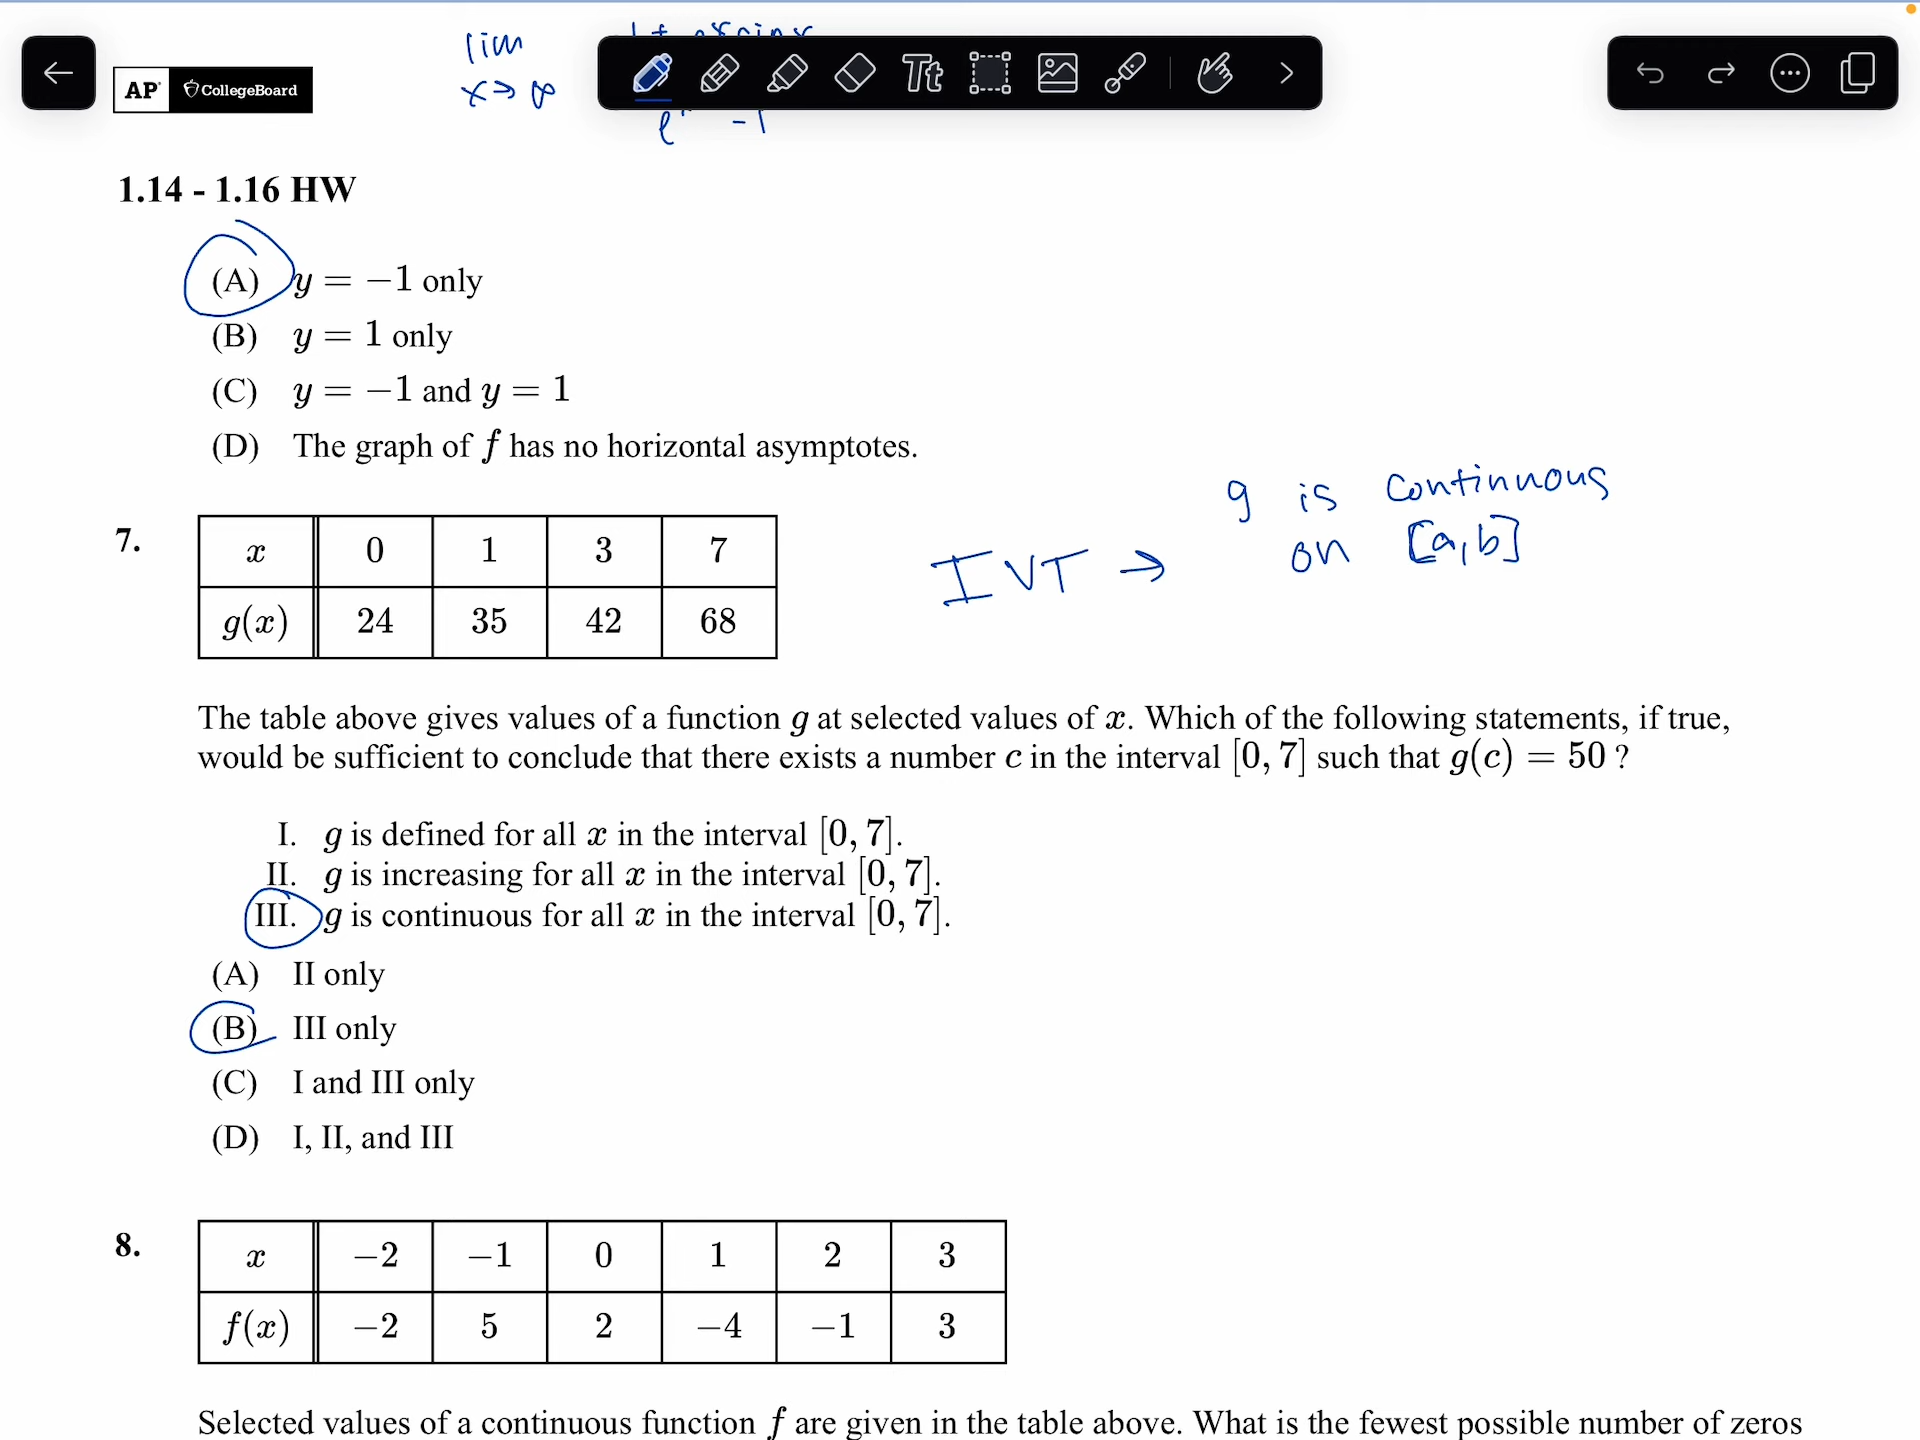 lim
x→∞
-1
AP CollegeBoard
Tt
1.14 - 1.16 HW
(A) y = −1 only
(B) y = 1 only
(C) y = −1 and y = 1
(D) The graph of f has no horizontal asymptotes.
g is continuous
on [a,b]
IVT →
7.
x 0 1 3 7
g(x) 24 35 42 68
The table above gives values of a function g at selected values of x. Which of the following statements, if true,
would be sufficient to conclude that there exists a number c in the interval [0, 7] such that g(c) = 50 ?
I. g is defined for all x in the interval [0, 7].
II. g is increasing for all x in the interval [0, 7].
III. g is continuous for all x in the interval [0, 7].
(A) II only
(B) III only
(C) I and III only
(D) I, II, and III
8.
x −2 −1 0 1 2 3
f(x) −2 5 2 −4 −1 3
Selected values of a continuous function f are given in the table above. What is the fewest possible number of zeros